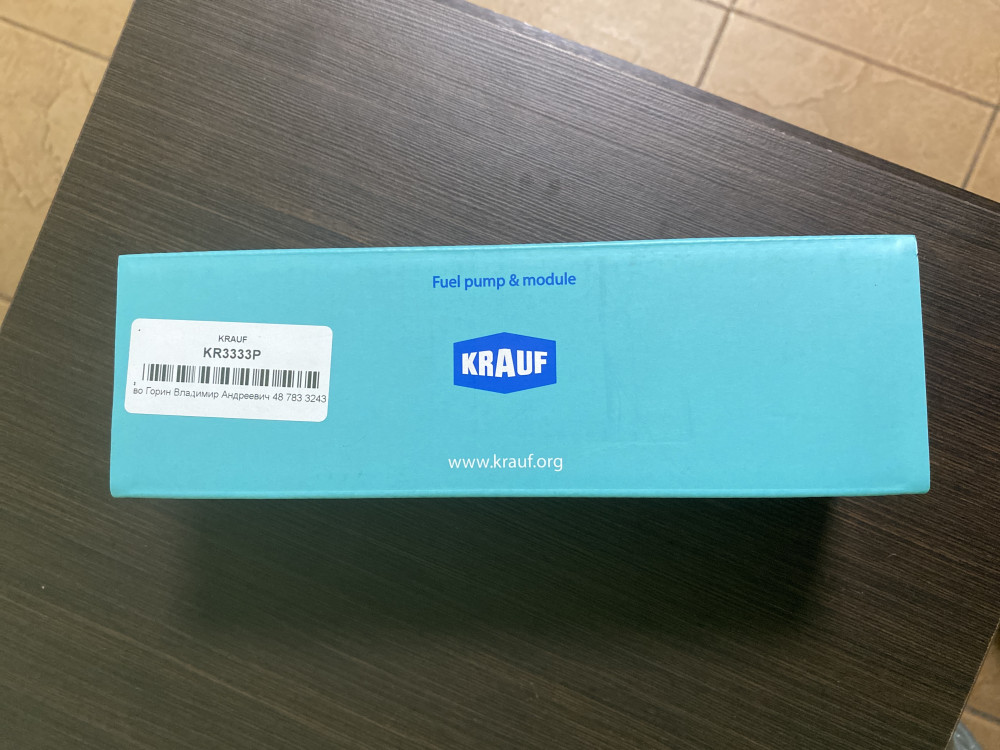 Fuel pump & module
KRAUF
KR3333P
во Горин Владимир Андреевич 48 783 3243
KRAUF
www.krauf.org